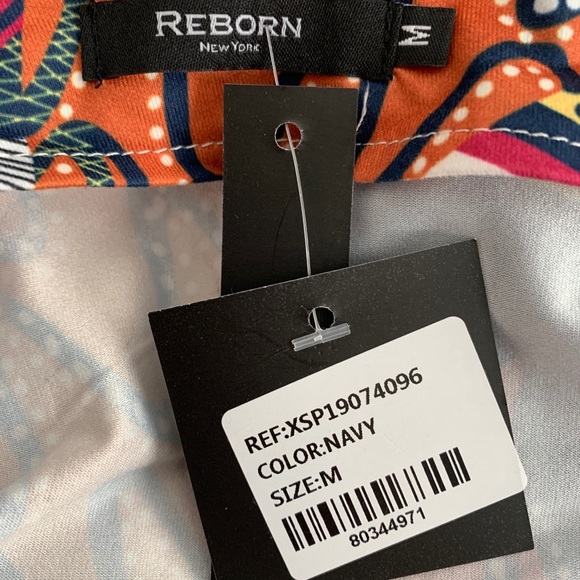 REBORN
NEW YORK
M
REF:XSP19074096
COLOR:NAVY
SIZE:M
80344971